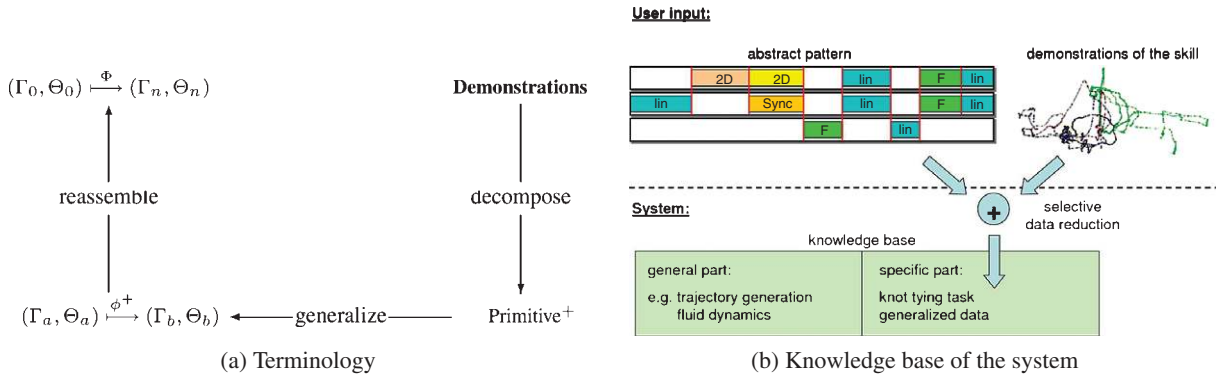 (Γ₀, Θ₀) ⟼^Φ (Γₙ, Θₙ)
Demonstrations
reassemble
decompose
(Γₐ, Θₐ) ⟼^ϕ⁺ (Γ_b, Θ_b)
generalize
Primitive⁺
(a) Terminology
User input:
abstract pattern
demonstrations of the skill
2D 2D lin F lin
lin Sync lin F lin
F lin
+
System:
selective
data reduction
knowledge base
general part:
e.g. trajectory generation
fluid dynamics
specific part:
knot tying task
generalized data
(b) Knowledge base of the system